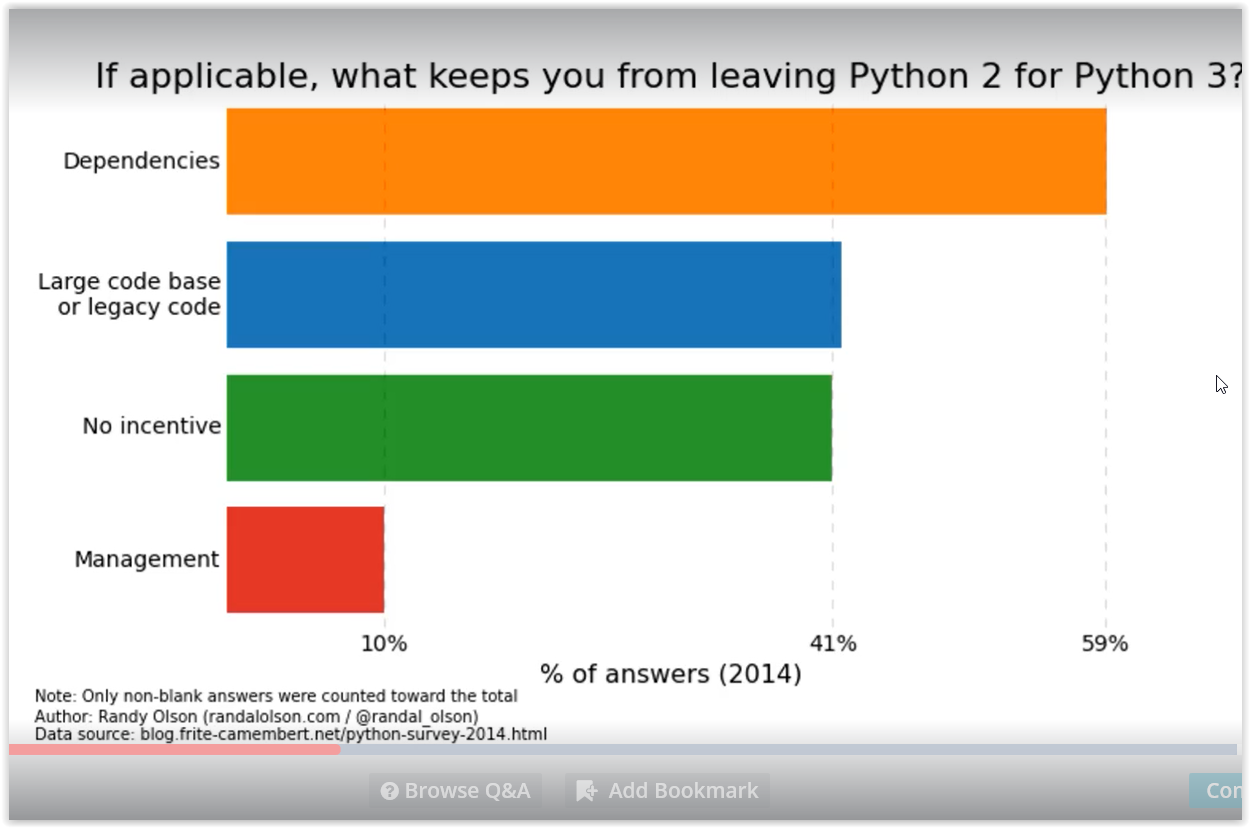 If applicable, what keeps you from leaving Python 2 for Python 3?
Dependencies
Large code base
or legacy code
No incentive
Management
10%
41%
59%
% of answers (2014)
Note: Only non-blank answers were counted toward the total
Author: Randy Olson (randalolson.com / @randal_olson)
Data source: blog.frite-camembert.net/python-survey-2014.html
Browse Q&A
Add Bookmark